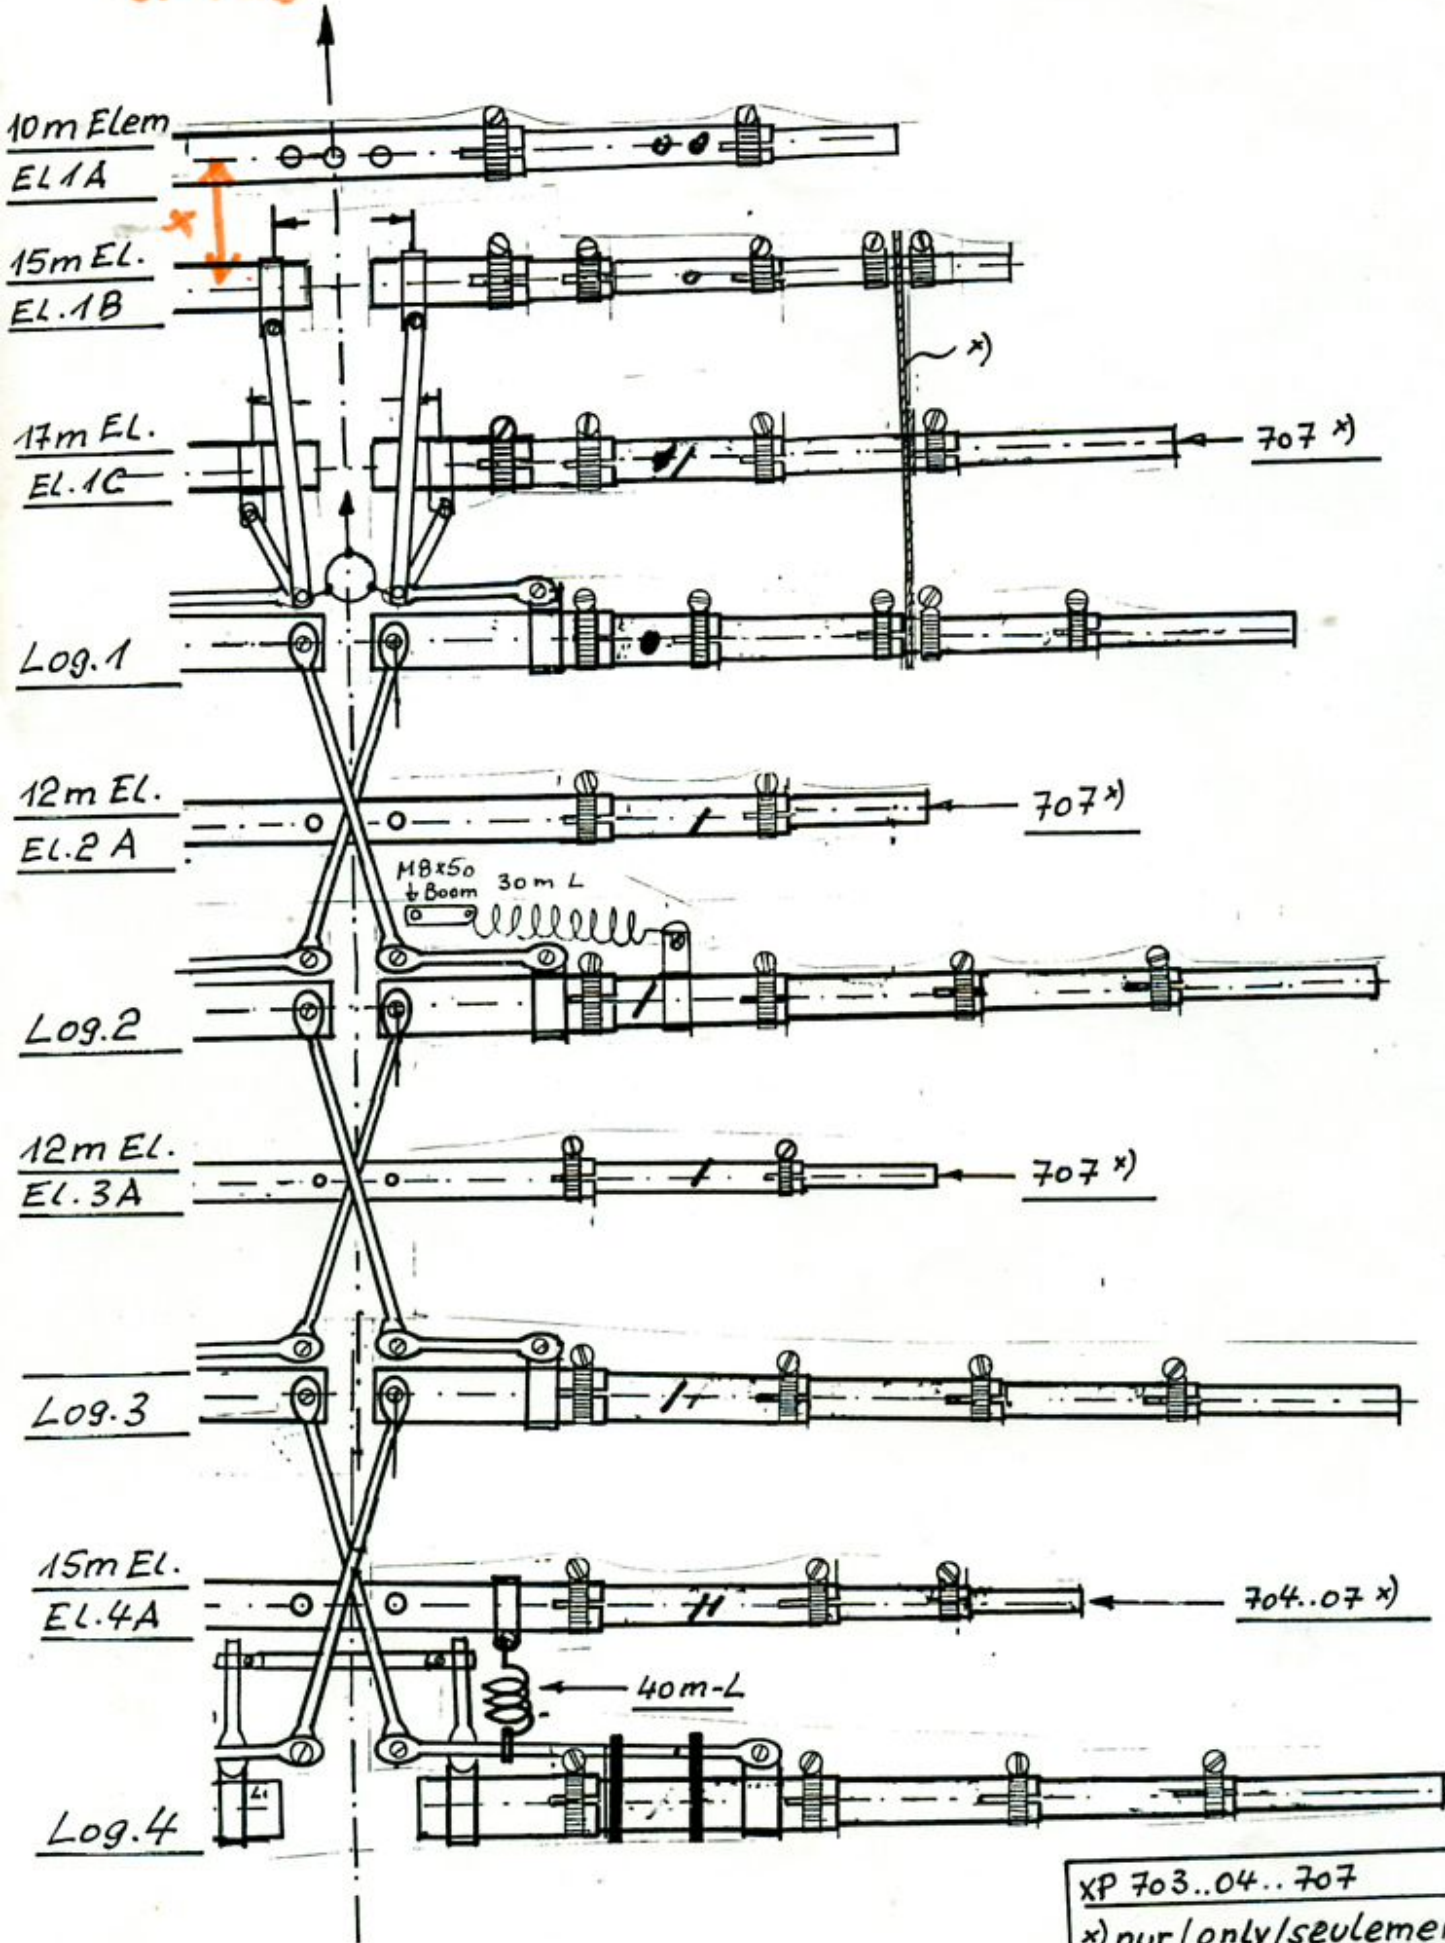 10m Elem
EL1A
x
15m EL.
EL.1B
x)
17m EL.
EL.1C
707 x)
Log.1
12m EL.
EL.2A
707 x)
M8x50
Boom
30m L
Log.2
12m EL.
EL.3A
707 x)
Log.3
15m EL.
EL.4A
704..07 x)
40m-L
Log.4
XP 703..04..707
x) nur/only/seuleme